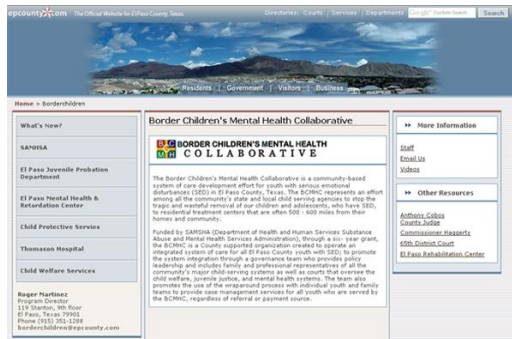 epcounty.com The Official Website for El Paso County, Texas.
Directories: Courts | Services | Departments
Search
Residents | Government | Visitors | Business
Home > Borderchildren
What's New?
SAMHSA
El Paso Juvenile Probation
Department
El Paso Mental Health &
Retardation Center
Child Protective Service
Thomason Hospital
Child Welfare Services
Roger Martinez
Program Director
119 Stanton, 9th floor
El Paso, Texas 79901
Phone (915) 351-1288
borderchildren@epcounty.com
Border Children's Mental Health Collaborative
BCMH BORDER CHILDREN'S MENTAL HEALTH
COLLABORATIVE
The Border Children's Mental Health Collaborative is a community-based
system of care development effort for youth with serious emotional
disturbances (SED) in El Paso County, Texas. The BCMHC represents an effort
among all the community's state and local child serving agencies to stop the
tragic and wasteful removal of our children and adolescents, who have SED,
to residential treatment centers that are often 500 - 600 miles from their
homes and community.
Funded by SAMSHA (Department of Health and Human Services Substance
Abuse and Mental Health Services Administration), through a six- year grant,
the BCMHC is a County supported organization created to operate an
integrated system of care for all El Paso County youth with SED; to promote
the system integration through a governance team who provides policy
leadership and includes family and professional representatives of all the
community's major child-serving systems as well as courts that oversee the
child welfare, juvenile justice, and mental health systems. The team also
promotes the use of the wraparound process with individual youth and family
teams to provide case management services for all youth who are served by
the BCMHC, regardless of referral or payment source.
More Information
Staff
Email Us
Videos
Other Resources
Anthony Cobos
County Judge
Commissioner Haggerty
65th District Court
El Paso Rehabilitation Center